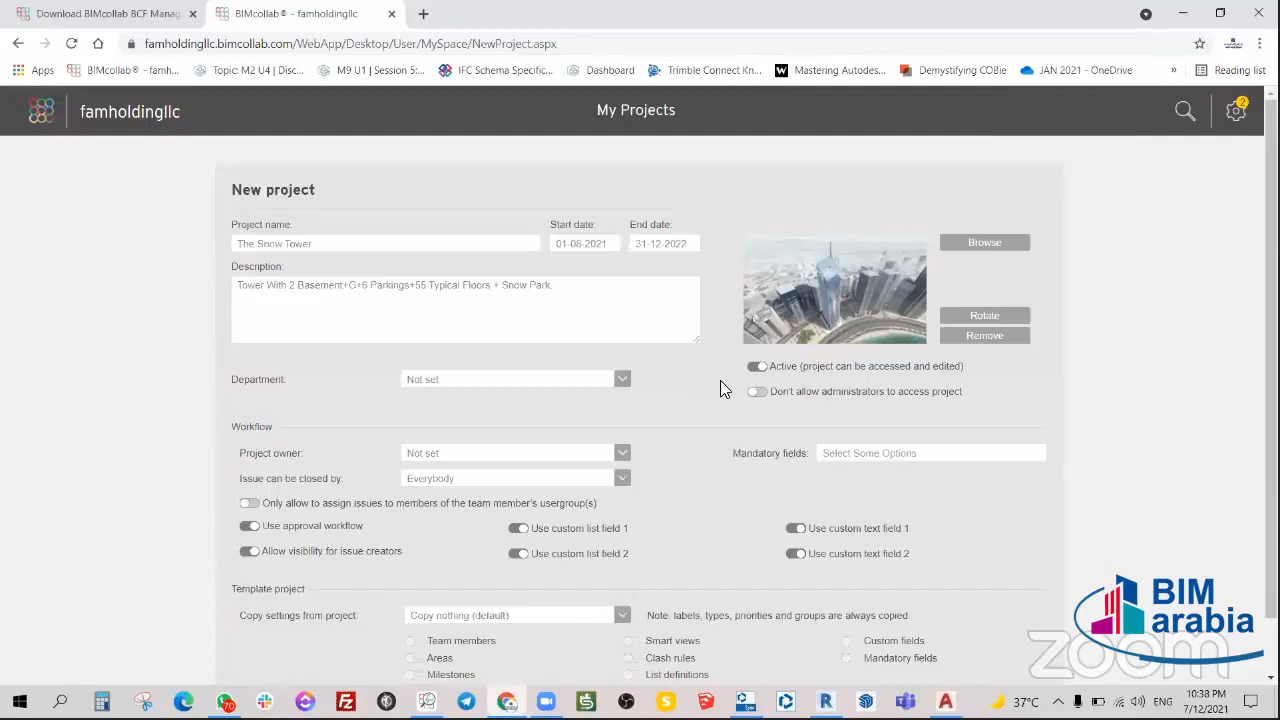 Download BIMcollab BCF Manag
BIMcollab® - famholdingllc
famholdingllc.bimcollab.com/WebApp/Desktop/User/MySpace/NewProject.aspx
Apps
BIMcollab® - famh...
Topic: M2 U4 | Disc...
M9 U1 | Session 5:...
IFC Schema Specific...
Dashboard
Trimble Connect Kn...
Mastering Autodes...
Demystifying COBie
JAN 2021 - OneDrive
»
Reading list
famholdingllc
My Projects
2
New project
Project name:
Start date:
End date:
The Snow Tower
01-08-2021
31-12-2022
Browse
Description:
Tower With 2 Basement+G+6 Parkings+55 Typical Floors + Snow Park.
Rotate
Remove
Active (project can be accessed and edited)
Department:
Not set
Don't allow administrators to access project
Workflow
Project owner:
Not set
Mandatory fields:
Select Some Options
Issue can be closed by:
Everybody
Only allow to assign issues to members of the team member's usergroup(s)
Use approval workflow
Use custom list field 1
Use custom text field 1
Allow visibility for issue creators
Use custom list field 2
Use custom text field 2
Template project
Copy settings from project:
Copy nothing (default)
Note: labels, types, priorities and groups are always copied.
Team members
Smart views
Custom fields
Areas
Clash rules
Mandatory fields
Milestones
List definitions
BIM
arabia
zoom
70
37°C
ENG
10:38 PM
7/12/2021